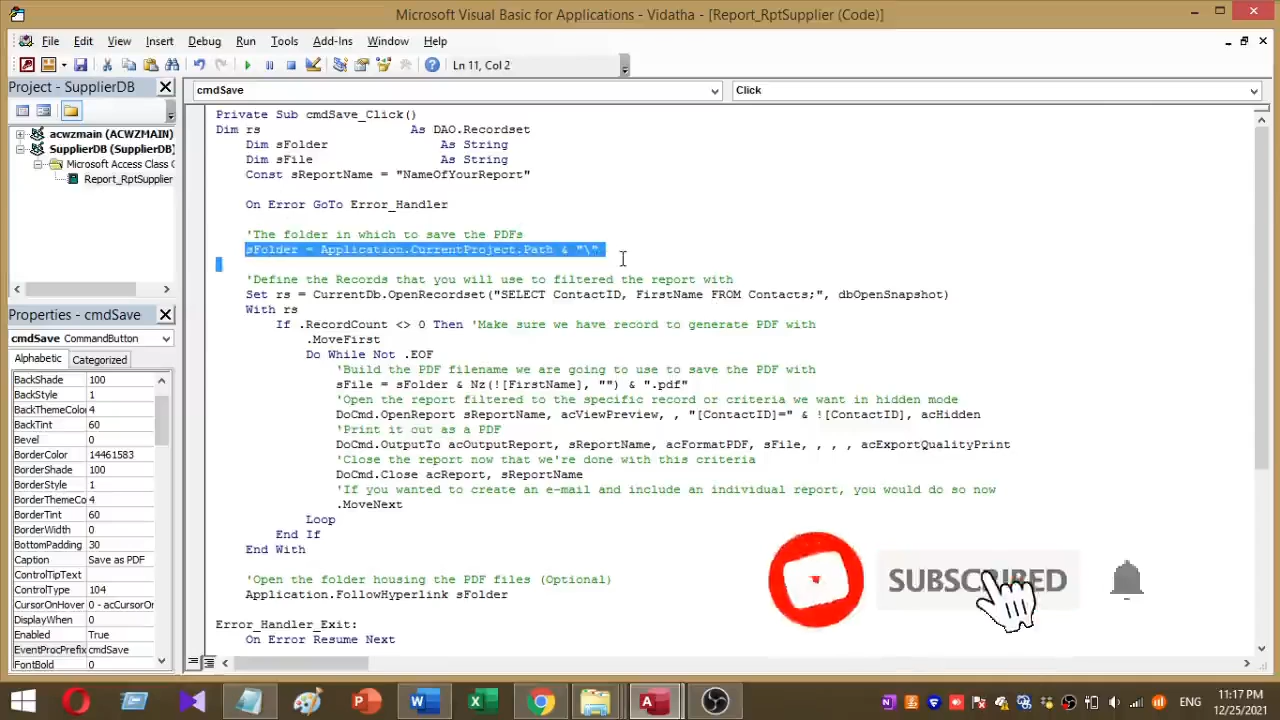 Microsoft Visual Basic for Applications - Vidatha - [Report_RptSupplier (Code)]
File Edit View Insert Debug Run Tools Add-Ins Window Help
Ln 11, Col 2
Project - SupplierDB
cmdSave
Click
acwzmain (ACWZMAIN)
SupplierDB (SupplierDB)
Microsoft Access Class
Report_RptSupplier
Properties - cmdSave
cmdSave CommandButton
Alphabetic Categorized
BackShade 100
BackStyle 1
BackThemeColo 4
BackTint 60
Bevel 0
BorderColor 14461583
BorderShade 100
BorderStyle 1
BorderThemeCo 4
BorderTint 60
BorderWidth 0
BottomPadding 30
Caption Save as PDF
ControlTipText
ControlType 104
CursorOnHover 0 - acCursorOn
DisplayWhen 0
Enabled True
EventProcPrefix cmdSave
FontBold 0
Private Sub cmdSave_Click()
Dim rs As DAO.Recordset
Dim sFolder As String
Dim sFile As String
Const sReportName = "NameOfYourReport"
On Error GoTo Error_Handler
'The folder in which to save the PDFs
sFolder = Application.CurrentProject.Path & "\"
'Define the Records that you will use to filtered the report with
Set rs = CurrentDb.OpenRecordset("SELECT ContactID, FirstName FROM Contacts;", dbOpenSnapshot)
With rs
If .RecordCount <> 0 Then 'Make sure we have record to generate PDF with
.MoveFirst
Do While Not .EOF
'Build the PDF filename we are going to use to save the PDF with
sFile = sFolder & Nz(![FirstName], "") & ".pdf"
'Open the report filtered to the specific record or criteria we want in hidden mode
DoCmd.OpenReport sReportName, acViewPreview, , "[ContactID]=" & ![ContactID], acHidden
'Print it out as a PDF
DoCmd.OutputTo acOutputReport, sReportName, acFormatPDF, sFile, , , , acExportQualityPrint
'Close the report now that we're done with this criteria
DoCmd.Close acReport, sReportName
'If you wanted to create an e-mail and include an individual report, you would do so now
.MoveNext
Loop
End If
End With
'Open the folder housing the PDF files (Optional)
Application.FollowHyperlink sFolder
Error_Handler_Exit:
On Error Resume Next
SUBSCRIBED
ENG
11:17 PM
12/25/2021